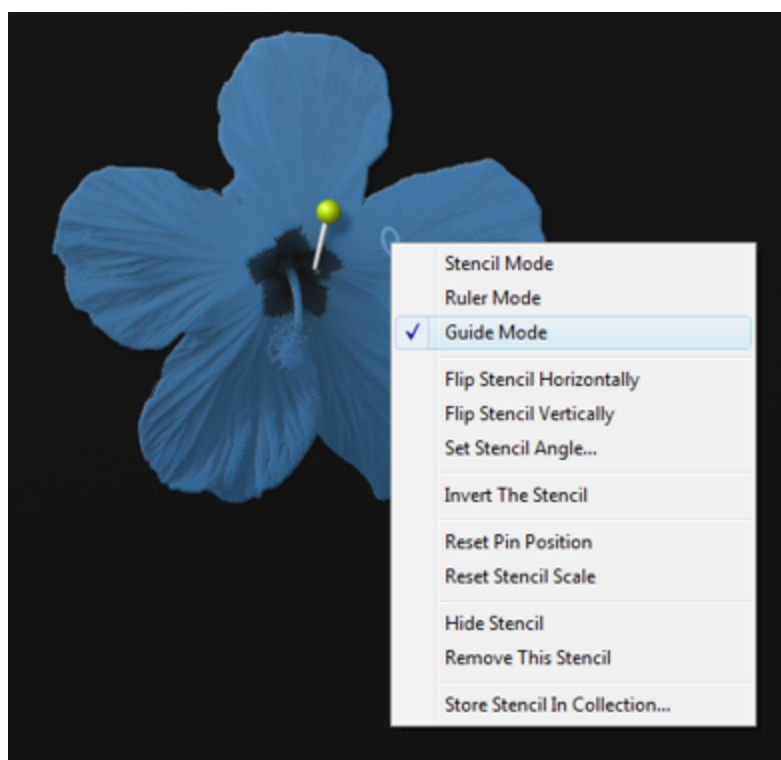 Stencil Mode
Ruler Mode
Guide Mode
Flip Stencil Horizontally
Flip Stencil Vertically
Set Stencil Angle...
Invert The Stencil
Reset Pin Position
Reset Stencil Scale
Hide Stencil
Remove This Stencil
Store Stencil In Collection...